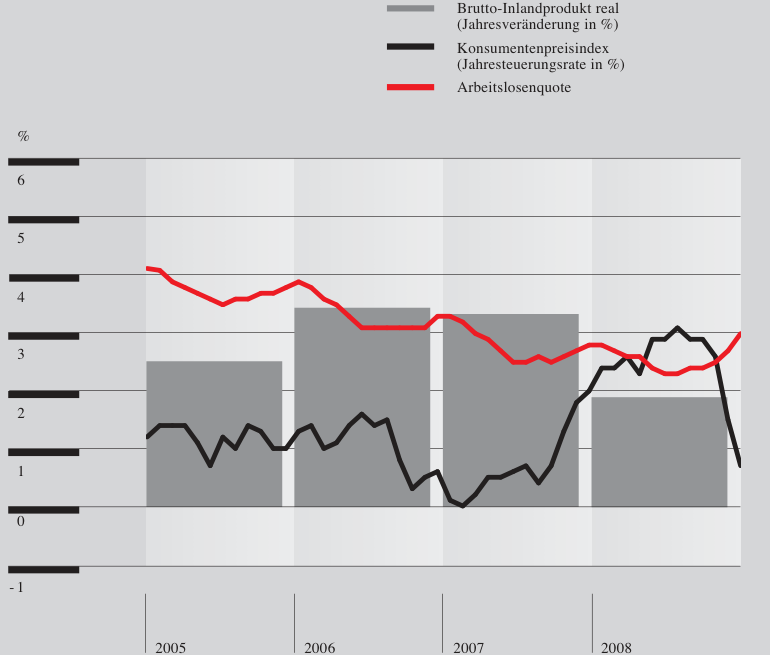 Brutto-Inlandprodukt real
(Jahresveränderung in %)
Konsumentenpreisindex
(Jahresteuerungsrate in %)
Arbeitslosenquote
%
6
5
4
3
2
1
0
- 1
2005
2006
2007
2008